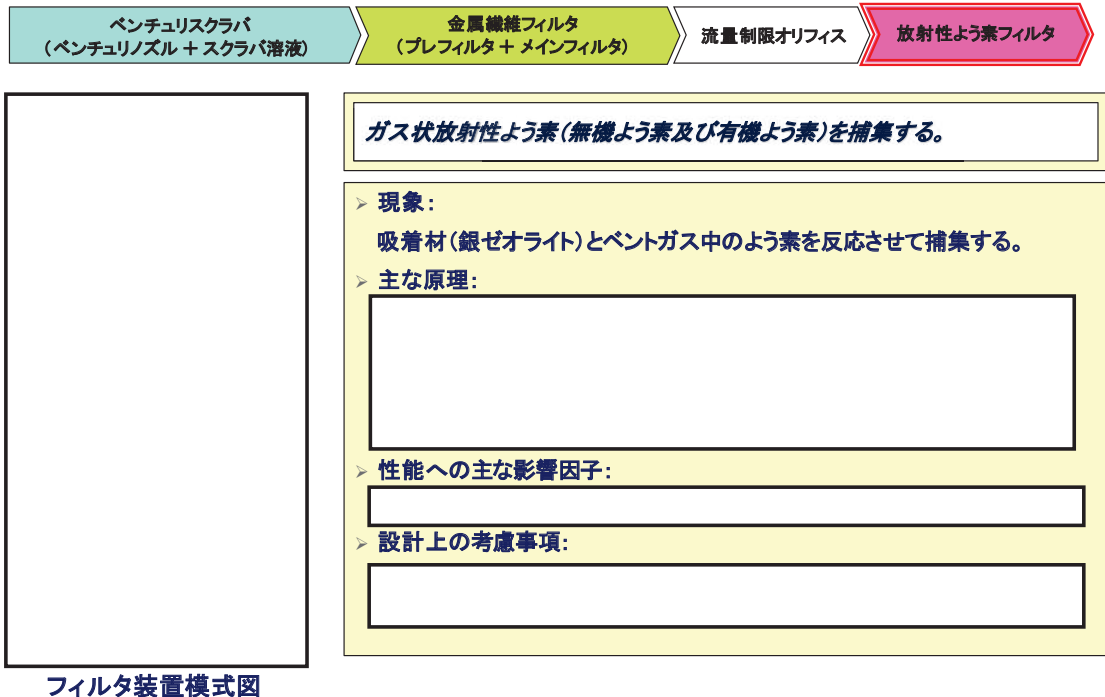 ベンチュリスクラバ
（ベンチュリノズル ＋ スクラバ溶液）
金属繊維フィルタ
（プレフィルタ＋ メインフィルタ）
流量制限オリフィス
放射性よう素フィルタ
ガス状放射性よう素（無機よう素及び有機よう素）を捕集する。
➢ 現象：
吸着材（銀ゼオライト）とベントガス中のよう素を反応させて捕集する。
➢ 主な原理：
➢ 性能への主な影響因子：
➢ 設計上の考慮事項：
フィルタ装置模式図